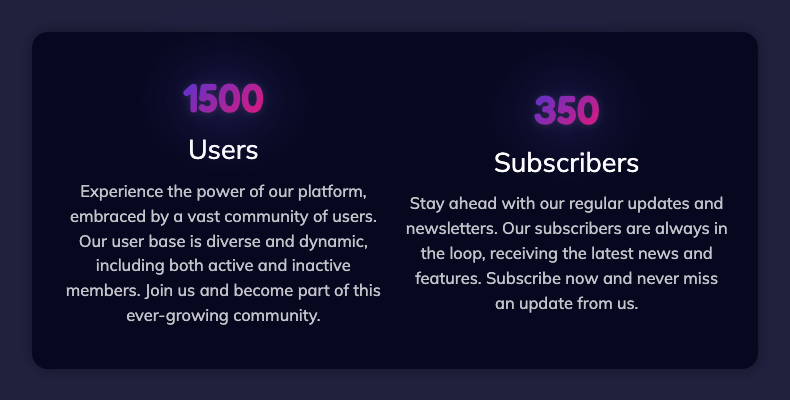 1500
Users
Experience the power of our platform,
embraced by a vast community of users.
Our user base is diverse and dynamic,
including both active and inactive
members. Join us and become part of this
ever-growing community.
350
Subscribers
Stay ahead with our regular updates and
newsletters. Our subscribers are always in
the loop, receiving the latest news and
features. Subscribe now and never miss
an update from us.